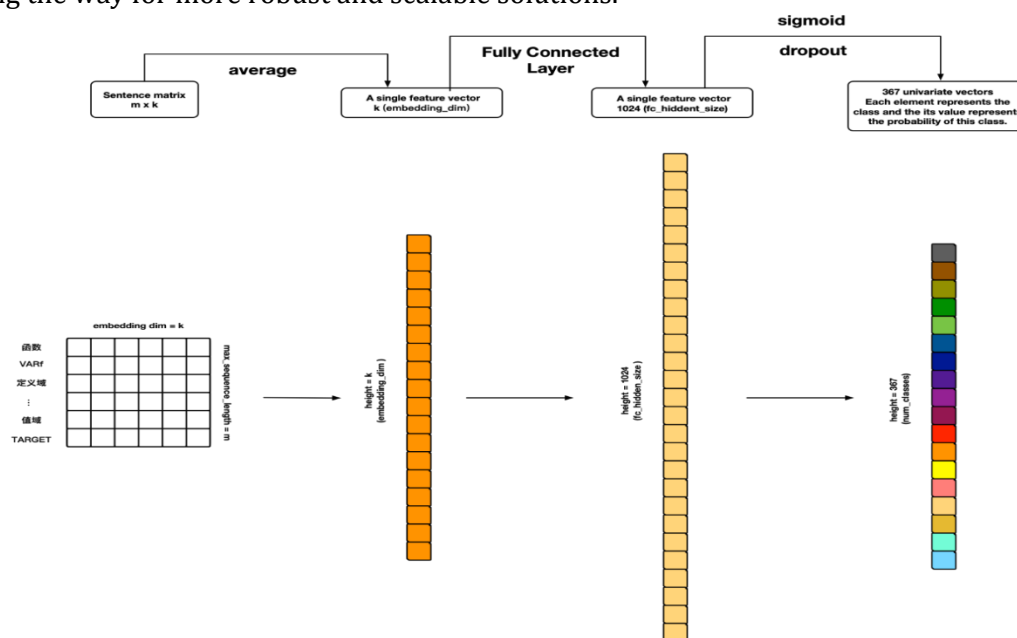 ng the way for more robust and scalable solutions.
sigmoid
dropout
Fully Connected
Layer
average
Sentence matrix
m x k
A single feature vector
k (embedding_dim)
A single feature vector
1024 (fc_hiddent_size)
367 univariate vectors
Each element represents the
class and the its value represents
the probability of this class.
embedding dim = k
函数
VARf
定义域
⋮
值域
TARGET
max_sequence_length = m
height = k
(embedding_dim )
height = 1024
(fc_hidden_size )
height = 367
(num_classes)